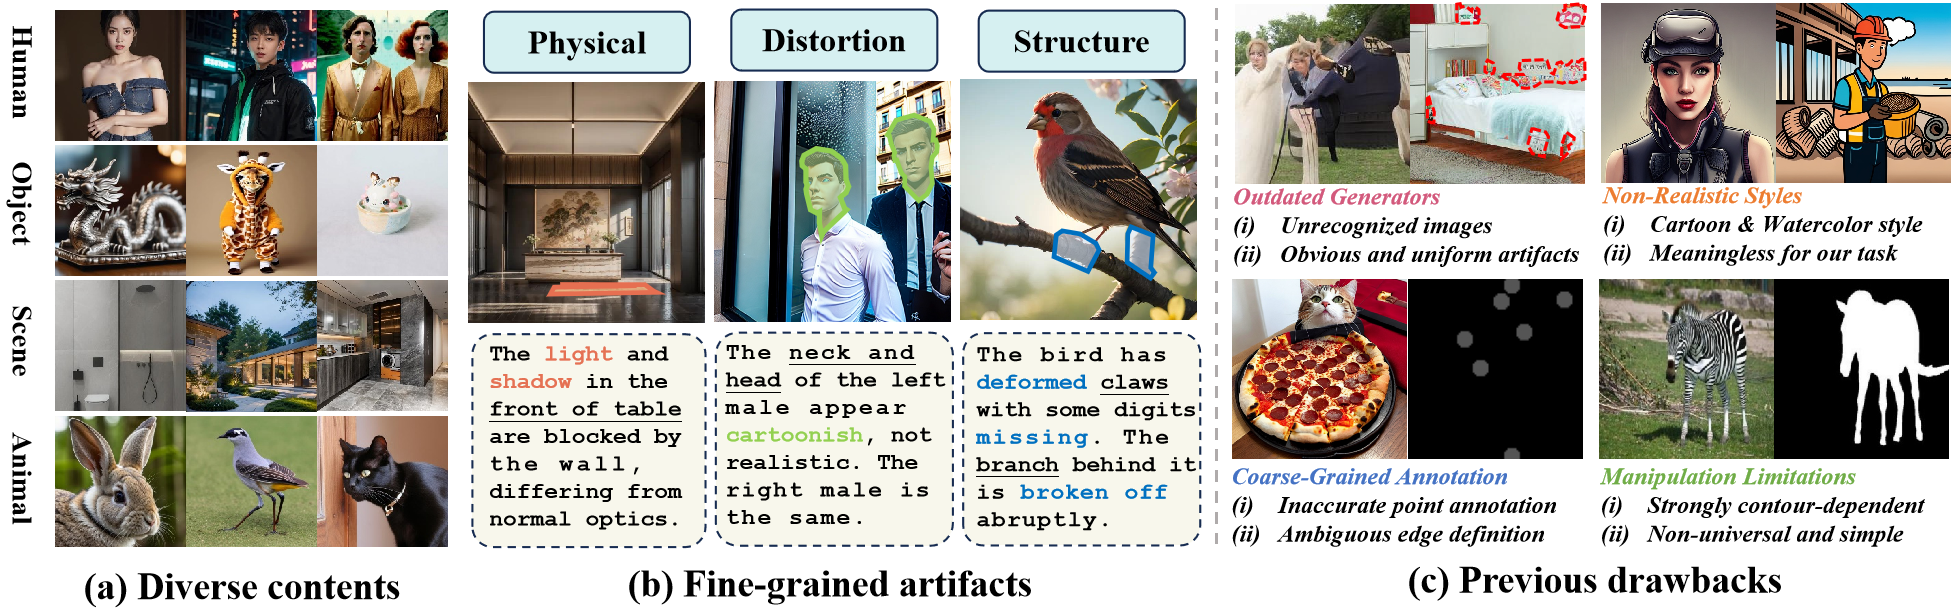 Human
Object
Scene
Animal
(a) Diverse contents
Physical
The light and
shadow in the
front of table
are blocked by
the wall,
differing from
normal optics.
Distortion
The neck and
head of the left
male appear
cartoonish, not
realistic. The
right male is
the same.
Structure
The bird has
deformed claws
with some digits
missing. The
branch behind it
is broken off
abruptly.
(b) Fine-grained artifacts
Outdated Generators
(i) Unrecognized images
(ii) Obvious and uniform artifacts
Non-Realistic Styles
(i) Cartoon & Watercolor style
(ii) Meaningless for our task
Coarse-Grained Annotation
(i) Inaccurate point annotation
(ii) Ambiguous edge definition
Manipulation Limitations
(i) Strongly contour-dependent
(ii) Non-universal and simple
(c) Previous drawbacks